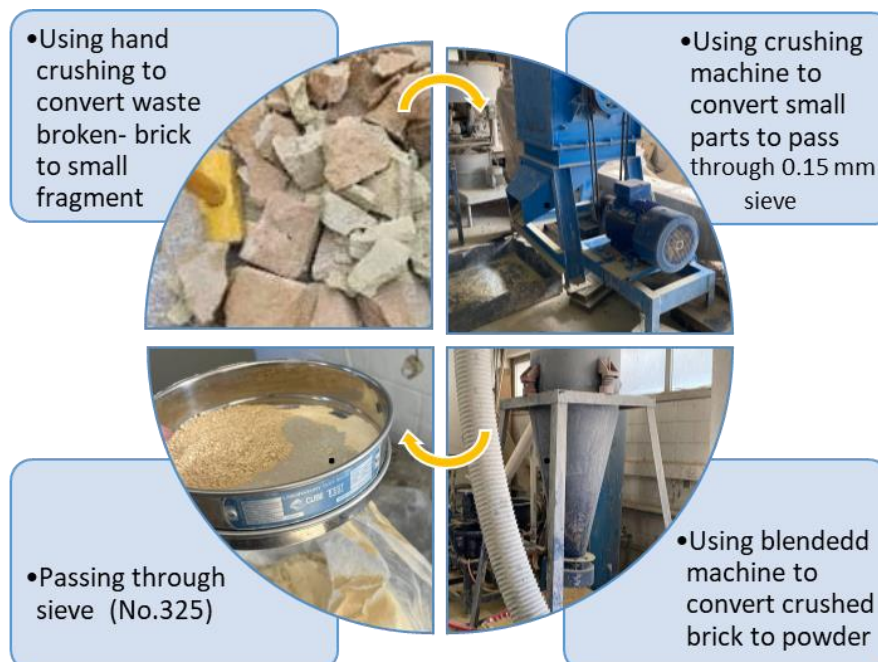 •Using hand
crushing to
convert waste
broken- brick
to small
fragment
•Using crushing
machine to
convert small
parts to pass
through 0.15 mm
sieve
•Passing through
sieve (No.325)
•Using blendedd
machine to
convert crushed
brick to powder